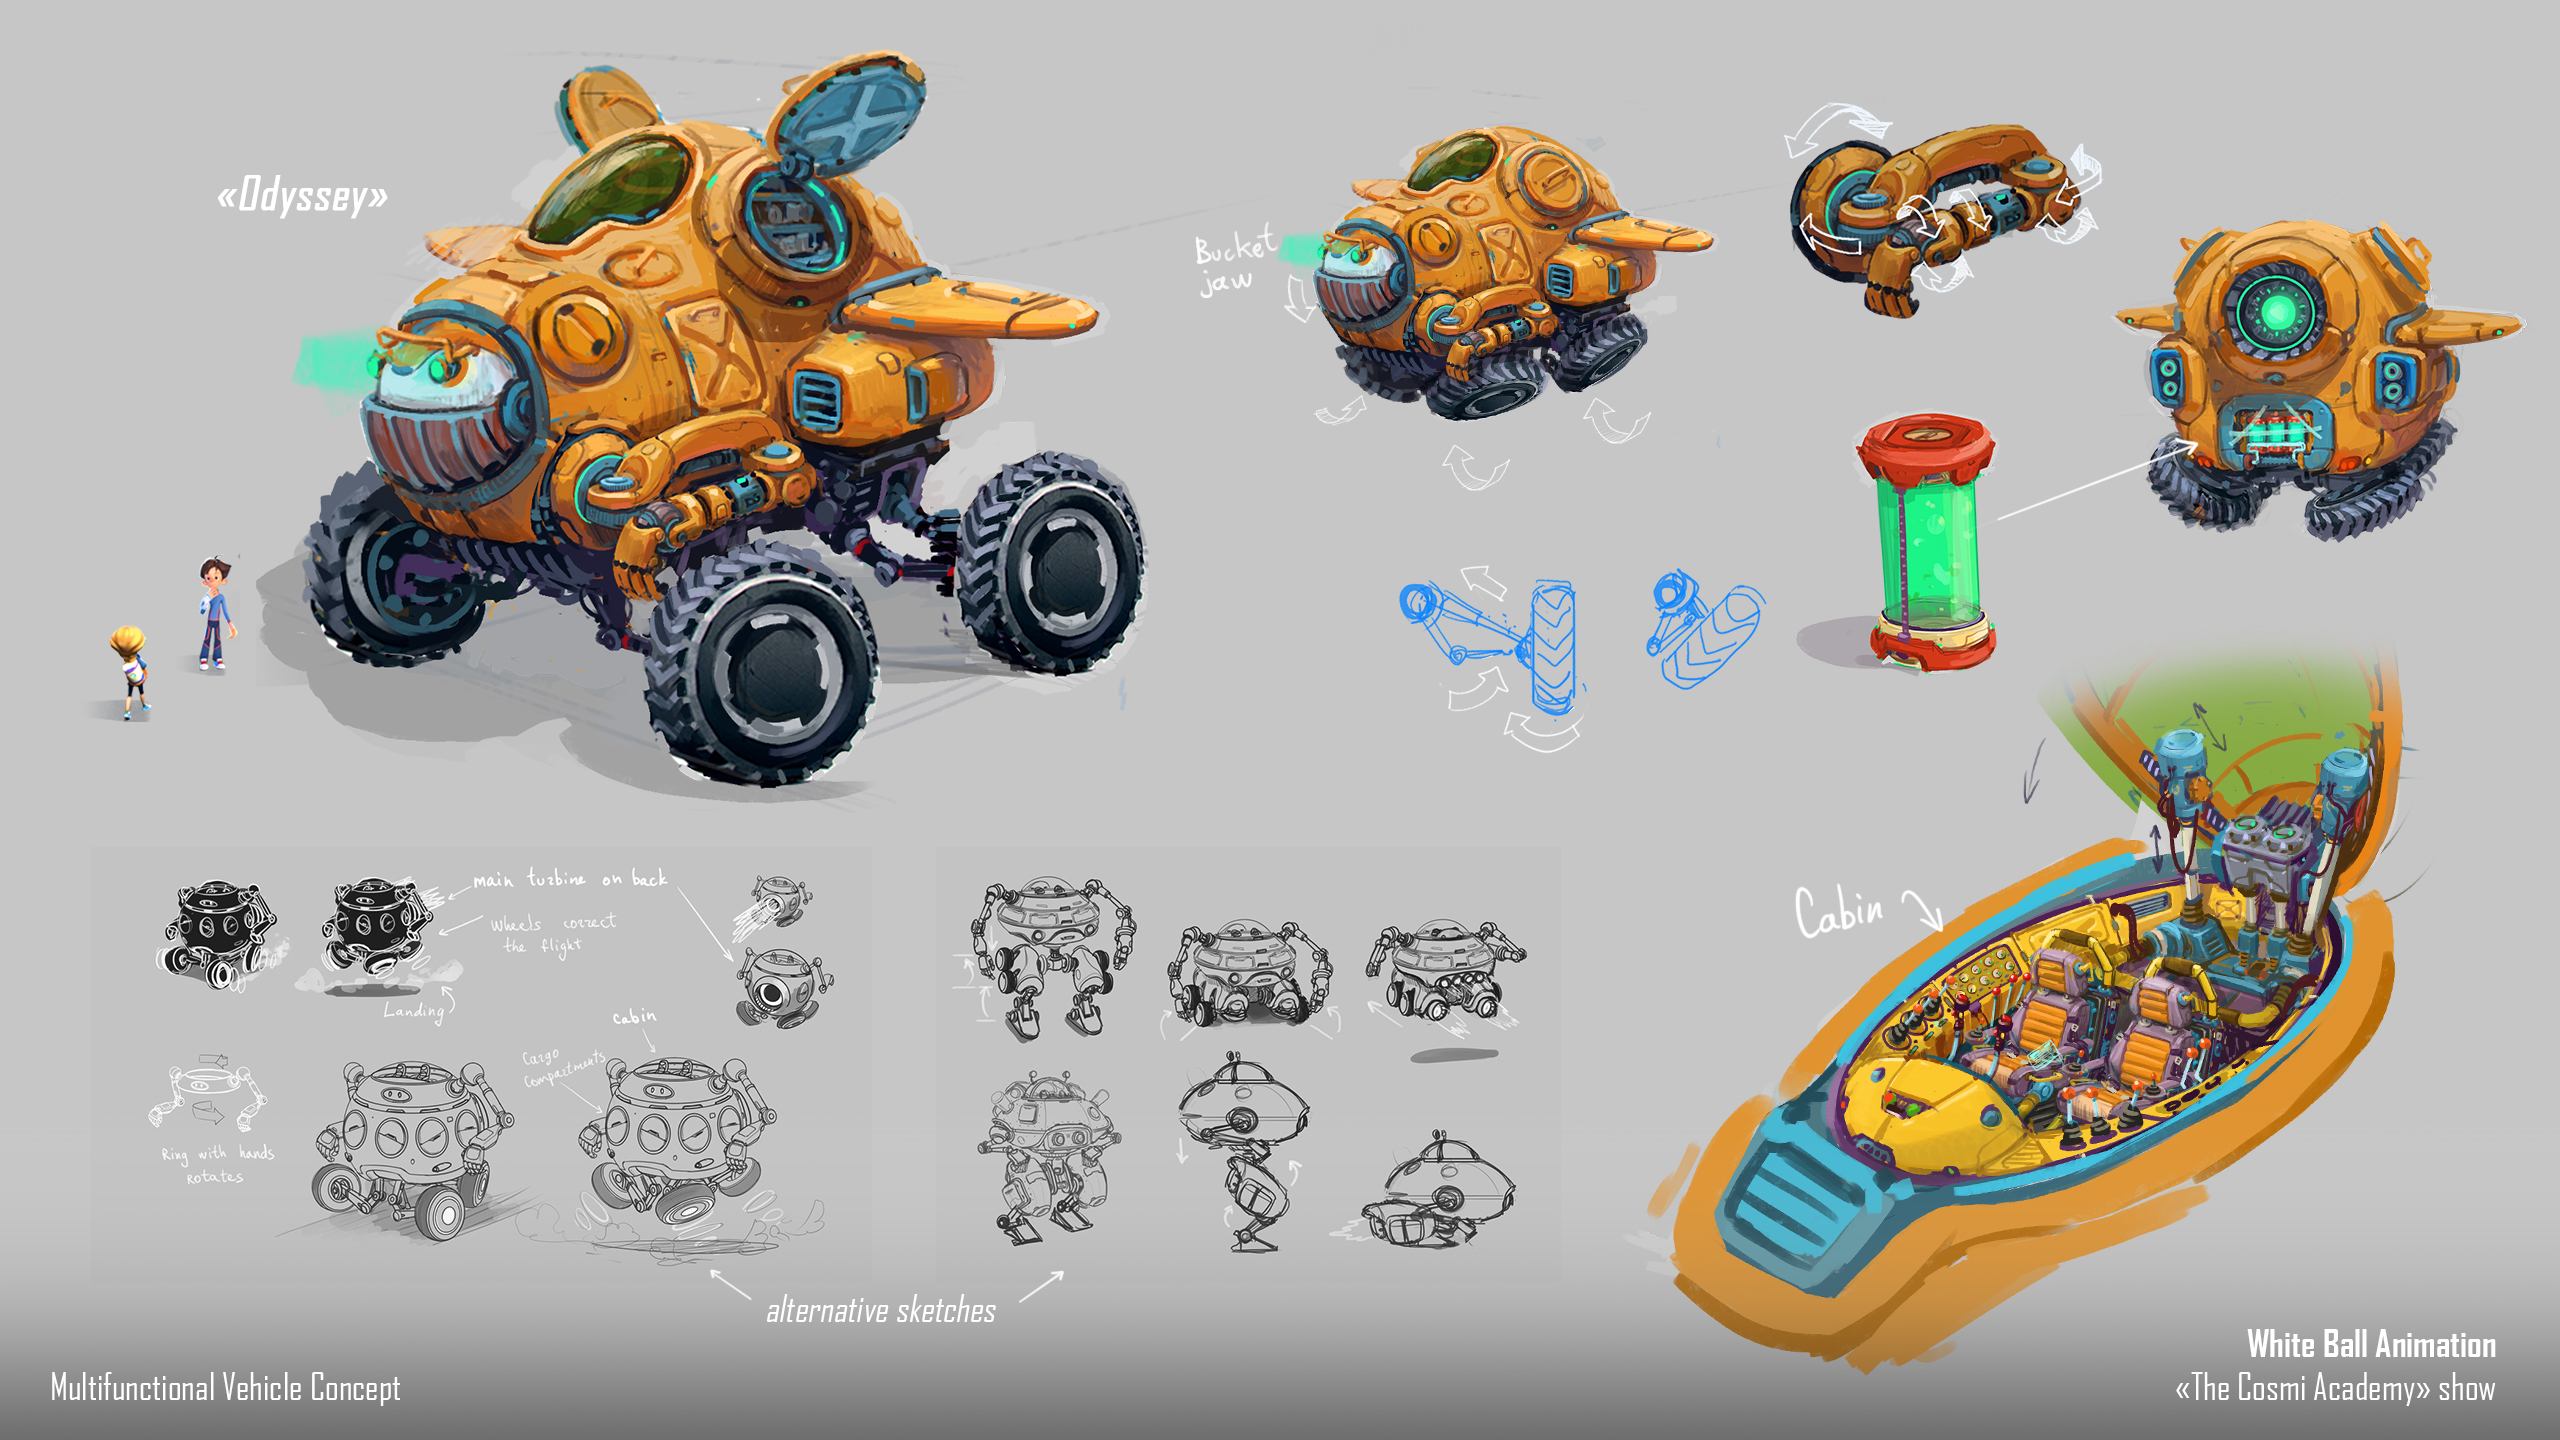 «Odyssey»
Bucket
jaw
main turbine on back
Wheels correct
the flight
Landing
cabin
Cargo
compartments
Ring with hands
rotates
Cabin
alternative sketches
Multifunctional Vehicle Concept
White Ball Animation
«The Cosmi Academy» show